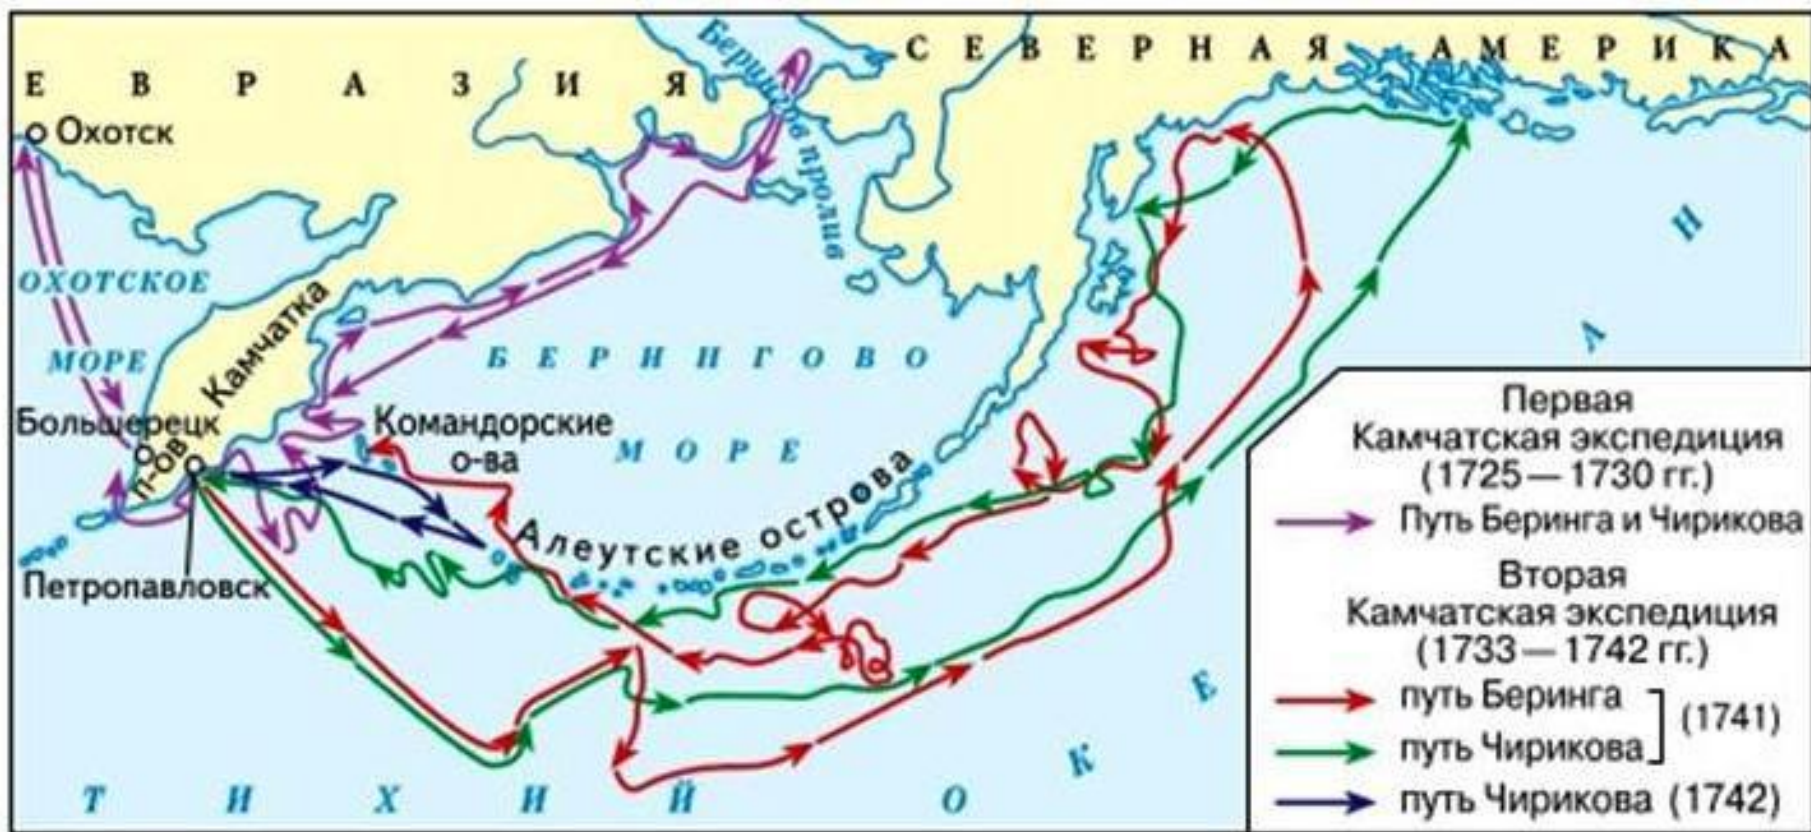 ЕВРАЗИЯ
СЕВЕРНАЯ АМЕРИКА
Берингов пролив
Охотск
ОХОТСКОЕ
МОРЕ
п-ов Камчатка
Большерецк
Петропавловск
Командорские
о-ва
БЕРИНГОВО
МОРЕ
Алеутские острова
ТИХИЙ ОКЕАН
Первая
Камчатская экспедиция
(1725—1730 гг.)
Путь Беринга и Чирикова
Вторая
Камчатская экспедиция
(1733—1742 гг.)
путь Беринга
путь Чирикова
(1741)
путь Чирикова (1742)